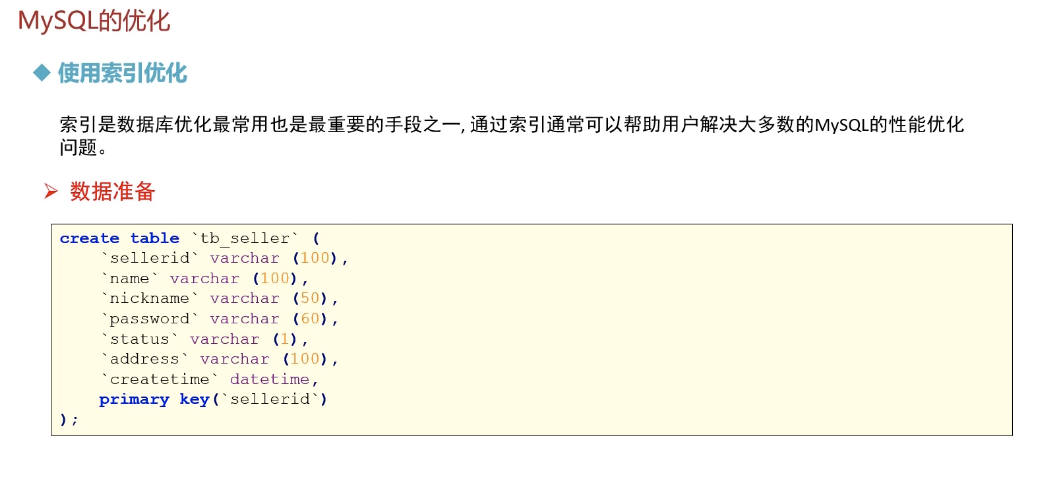 MySQL的优化
使用索引优化
索引是数据库优化最常用也是最重要的手段之一, 通过索引通常可以帮助用户解决大多数的MySQL的性能优化
问题。
数据准备
create table `tb_seller` (
    `sellerid` varchar (100),
    `name` varchar (100),
    `nickname` varchar (50),
    `password` varchar (60),
    `status` varchar (1),
    `address` varchar (100),
    `createtime` datetime,
    primary key(`sellerid`)
);